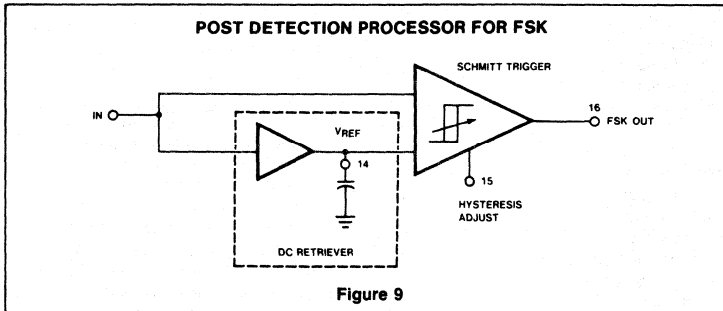 POST DETECTION PROCESSOR FOR FSK
SCHMITT TRIGGER
IN
VREF
14
16
FSK OUT
15
HYSTERESIS
ADJUST
DC RETRIEVER
Figure 9